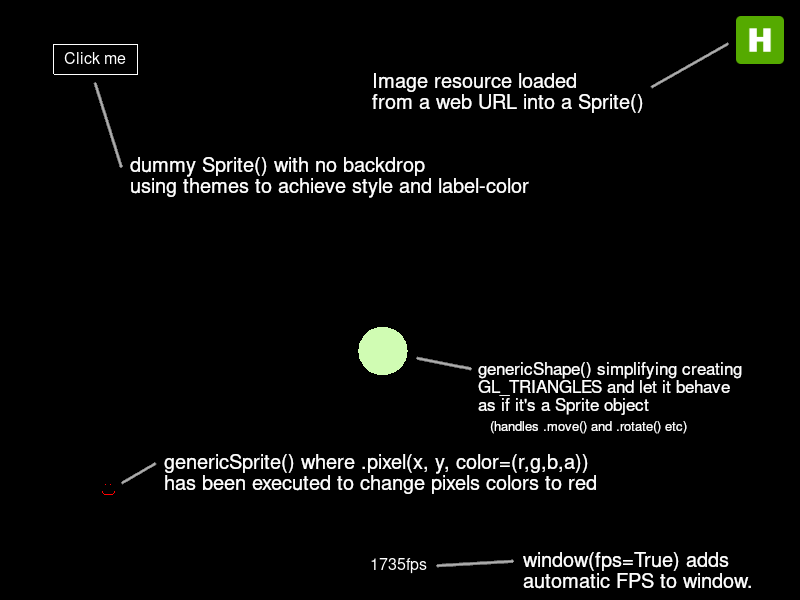 H
Click me
Image resource loaded
from a web URL into a Sprite()
dummy Sprite() with no backdrop
using themes to achieve style and label-color
genericShape() simplifying creating
GL_TRIANGLES and let it behave
as if it's a Sprite object
(handles .move() and .rotate() etc)
genericSprite() where .pixel(x, y, color=(r,g,b,a))
has been executed to change pixels colors to red
1735fps
window(fps=True) adds
automatic FPS to window.